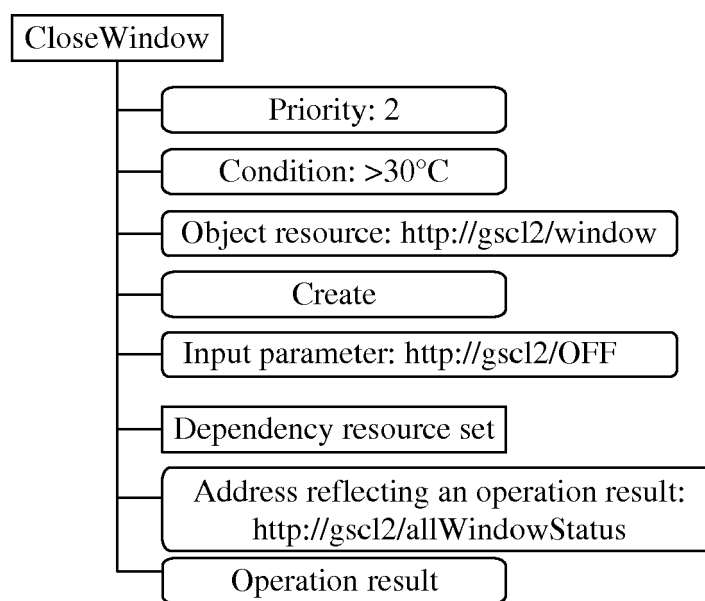 CloseWindow
Priority: 2
Condition: >30°C
Object resource: http://gscl2/window
Create
Input parameter: http://gscl2/OFF
Dependency resource set
Address reflecting an operation result:
http://gscl2/allWindowStatus
Operation result